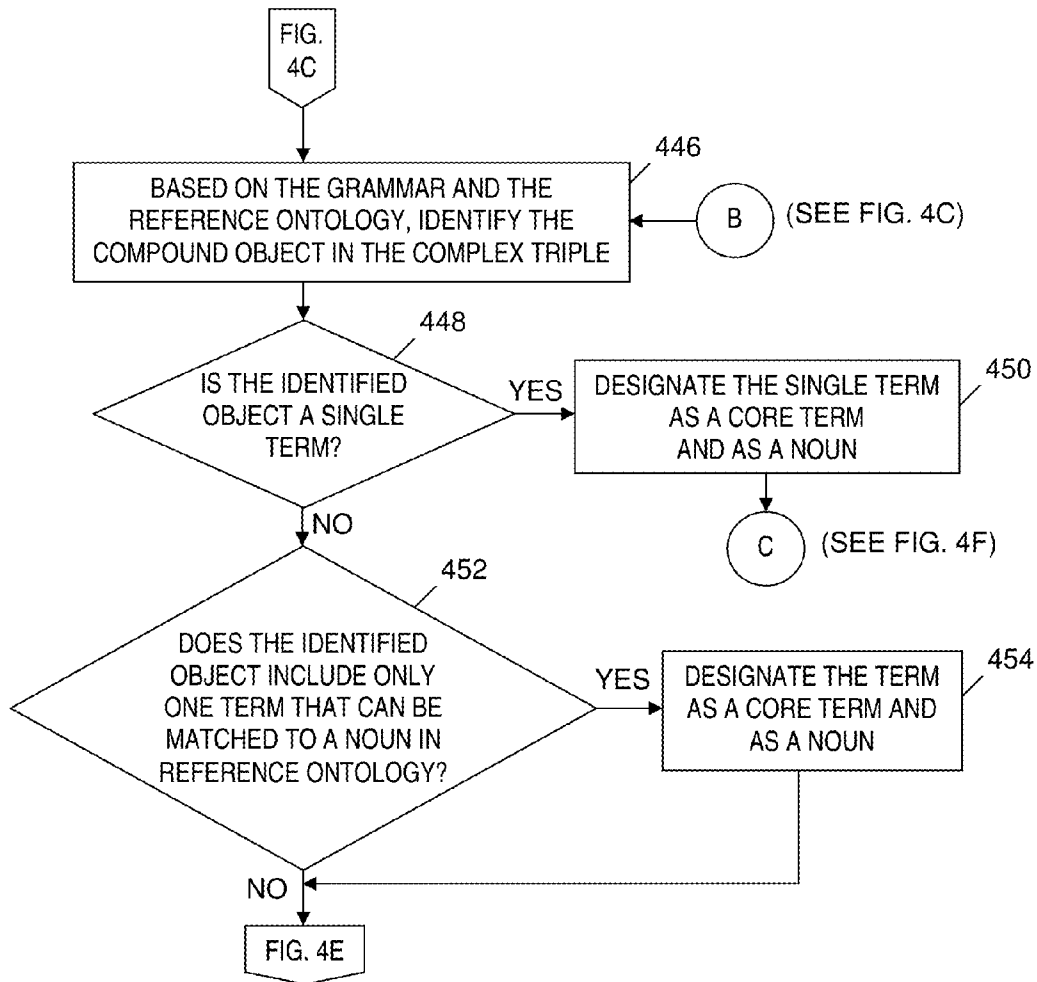 FIG.
4C
446
BASED ON THE GRAMMAR AND THE
REFERENCE ONTOLOGY, IDENTIFY THE
COMPOUND OBJECT IN THE COMPLEX TRIPLE
B
(SEE FIG. 4C)
448
IS THE IDENTIFIED
OBJECT A SINGLE
TERM?
YES
450
DESIGNATE THE SINGLE TERM
AS A CORE TERM
AND AS A NOUN
NO
C
(SEE FIG. 4F)
452
DOES THE IDENTIFIED
OBJECT INCLUDE ONLY
ONE TERM THAT CAN BE
MATCHED TO A NOUN IN
REFERENCE ONTOLOGY?
YES
454
DESIGNATE THE TERM
AS A CORE TERM AND
AS A NOUN
NO
FIG. 4E